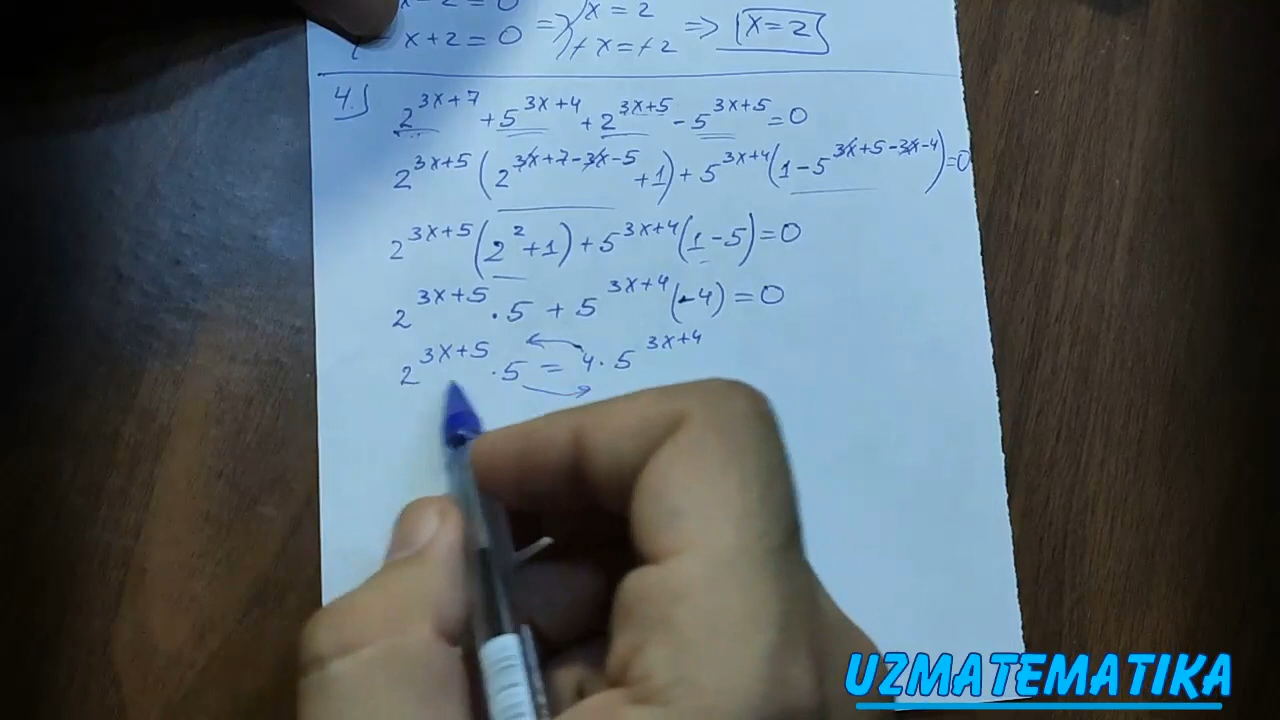 x - 2 = 0 => x = 2
x + 2 = 0 + x = +2 => x = 2
4.) 2^{3x+7} + 5^{3x+4} + 2^{3x+5} - 5^{3x+5} = 0
2^{3x+5} (2^{3x+7-3x-5} + 1) + 5^{3x+4} (1 - 5^{3x+5-3x-4}) = 0
2^{3x+5} (2^2 + 1) + 5^{3x+4} (1 - 5) = 0
2^{3x+5} · 5 + 5^{3x+4} (-4) = 0
2^{3x+5} · 5 = 4 · 5^{3x+4}
UZMATEMATIKA